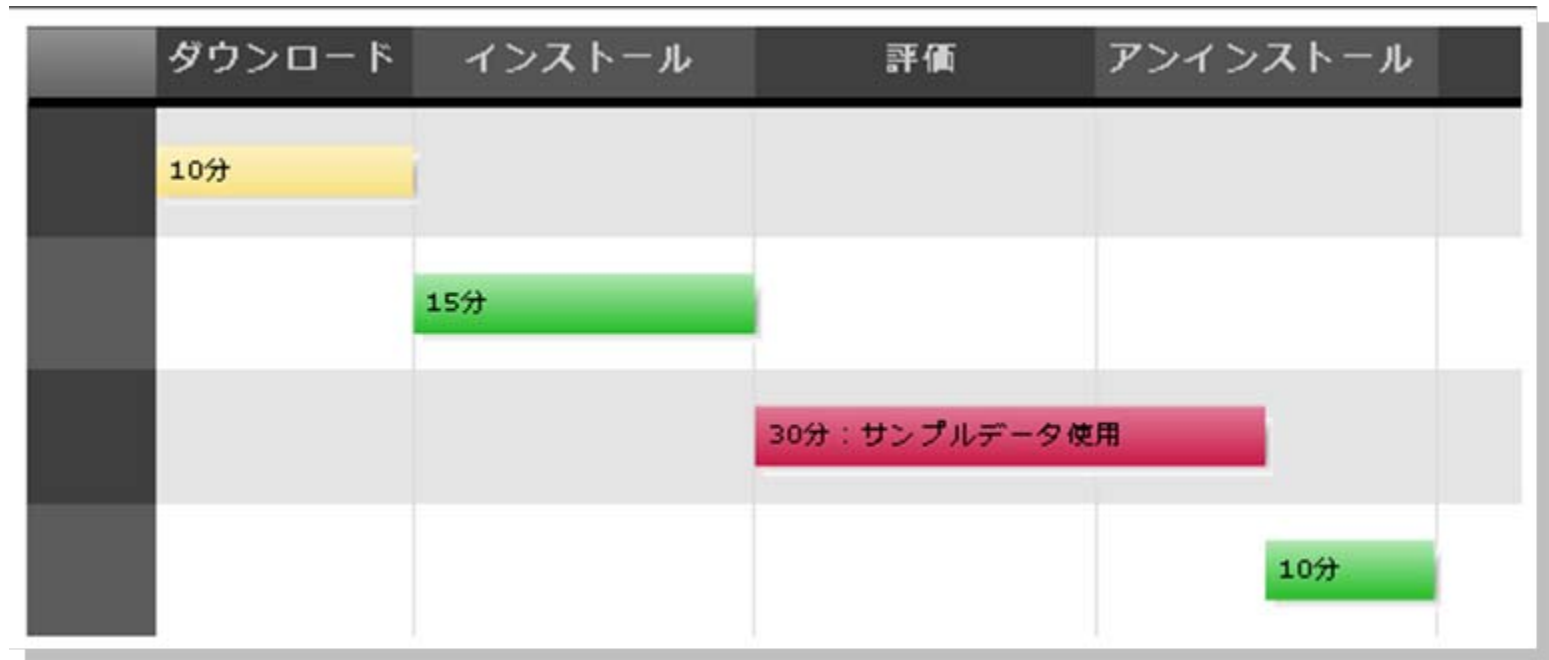 ダウンロード
インストール
評価
アンインストール
10分
15分
30分：サンプルデータ使用
10分